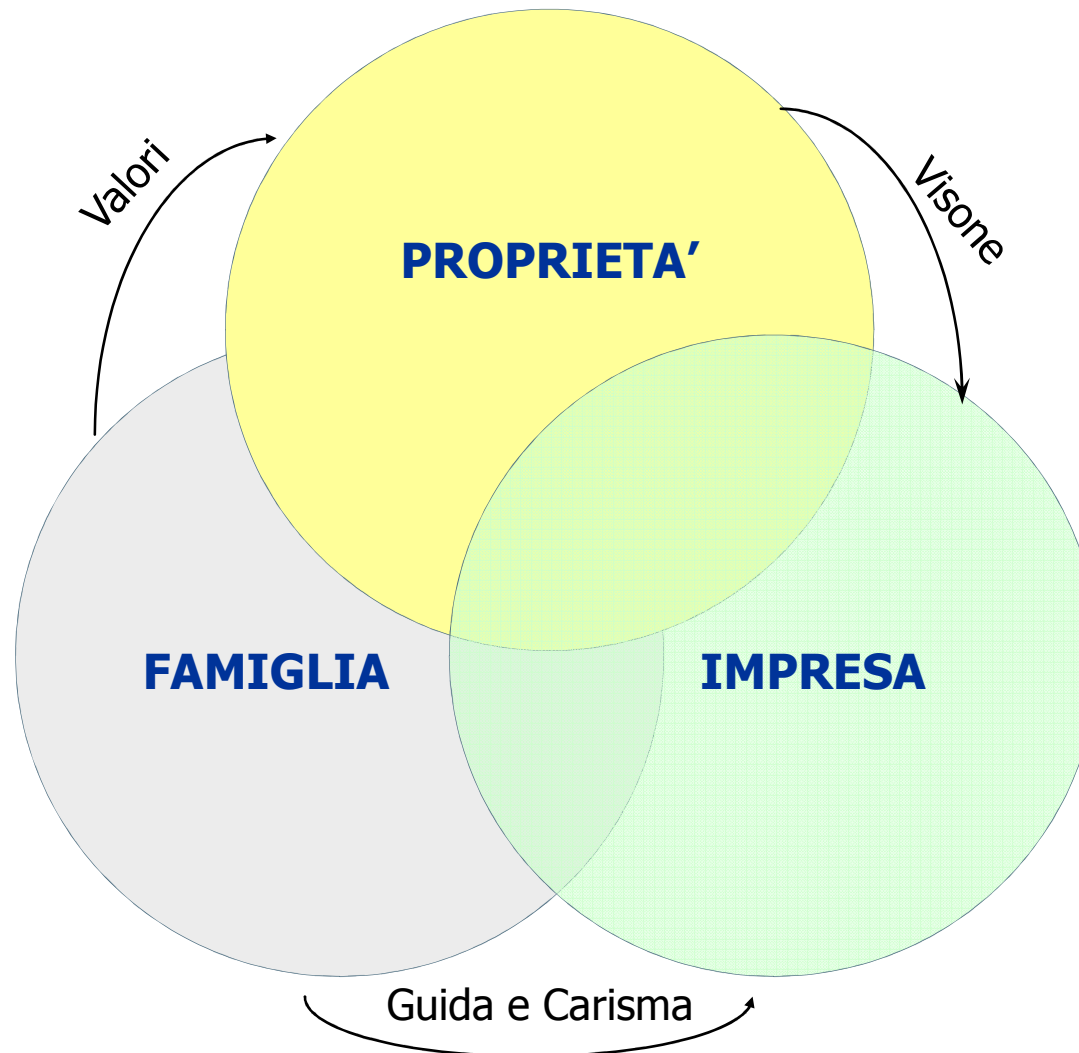 Valori
Visone
PROPRIETA’
FAMIGLIA
IMPRESA
Guida e Carisma